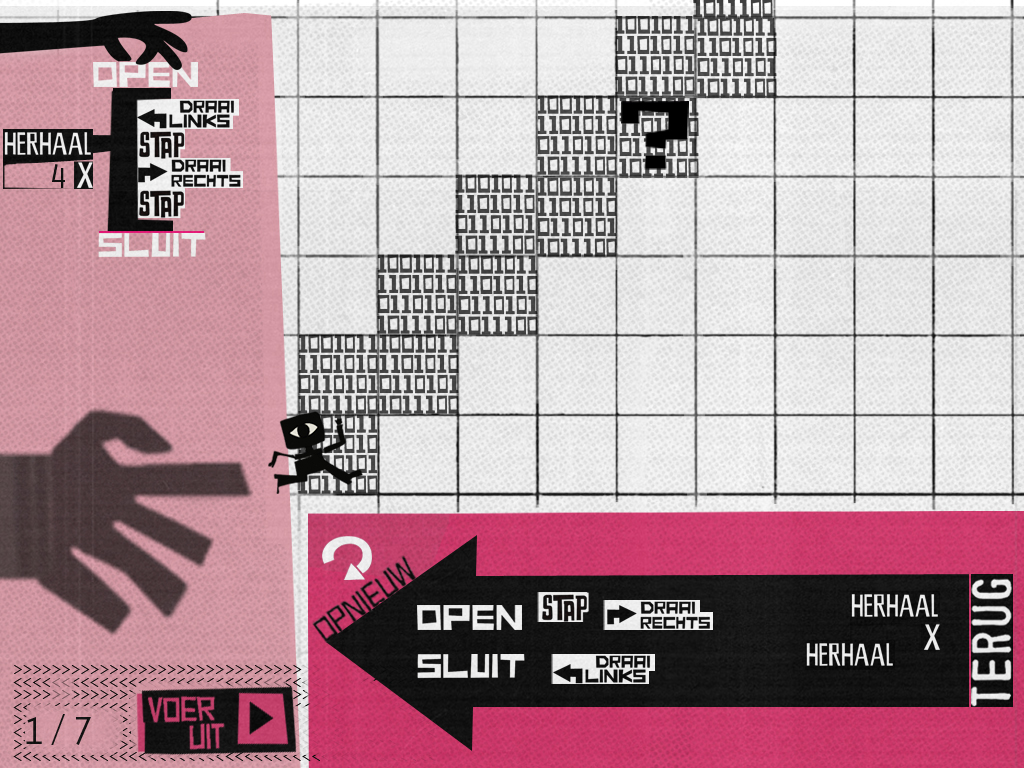 OPEN
DRAAI
LINKS
STAP
HERHAAL
4 X
DRAAI
RECHTS
STAP
SLUIT
?
OPNIEUW
OPEN STAP DRAAI
RECHTS
SLUIT DRAAI
LINKS
HERHAAL
X
HERHAAL
TERUG
1/7
VOER
UIT